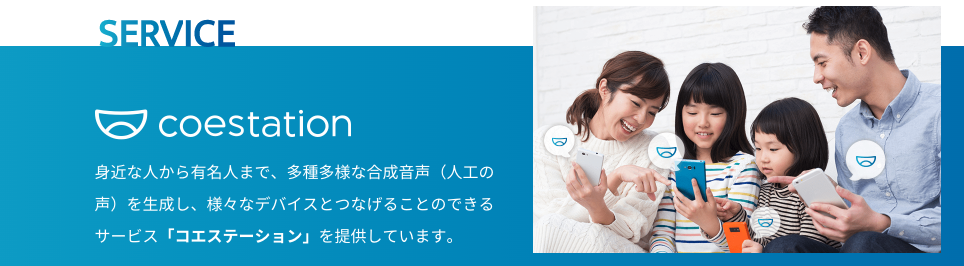 SERVICE
coestation
身近な人から有名人まで、多種多様な合成音声（人工の
声）を生成し、様々なデバイスとつなげることのできる
サービス「コエステーション」を提供しています。